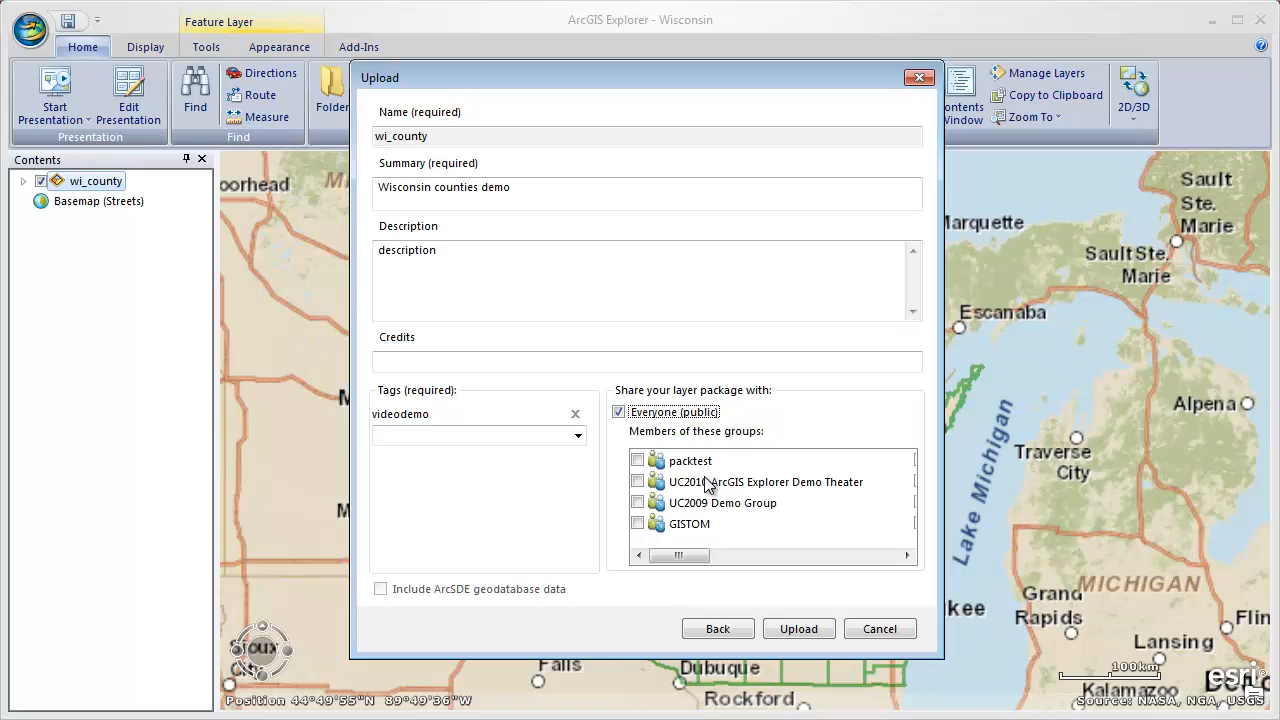 Feature Layer
ArcGIS Explorer - Wisconsin
Home
Display
Tools
Appearance
Add-Ins
Start
Presentation
Edit
Presentation
Presentation
Find
Directions
Route
Measure
Find
Folder
ontents
Window
Manage Layers
Copy to Clipboard
Zoom To
2D/3D
Contents
wi_county
Basemap (Streets)
Upload
Name (required)
wi_county
Summary (required)
Wisconsin counties demo
Description
description
Credits
Tags (required):
videodemo
Share your layer package with:
Everyone (public)
Members of these groups:
packtest
UC2010 ArcGIS Explorer Demo Theater
UC2009 Demo Group
GISTOM
Include ArcSDE geodatabase data
Back
Upload
Cancel
oorhead
Marquette
Sault
Ste.
Marie
Sault Ste.
Marie
Escanaba
Alpena
Traverse
City
Lake Michigan
MICHIGAN
Grand
Rapids
Flin
Lansing
kee
Kalamazoo
Falls
Dubuque
Rockford
100km
esri
Position 44°49'55"N 89°49'36"W
Source: NASA, NGA, USGS